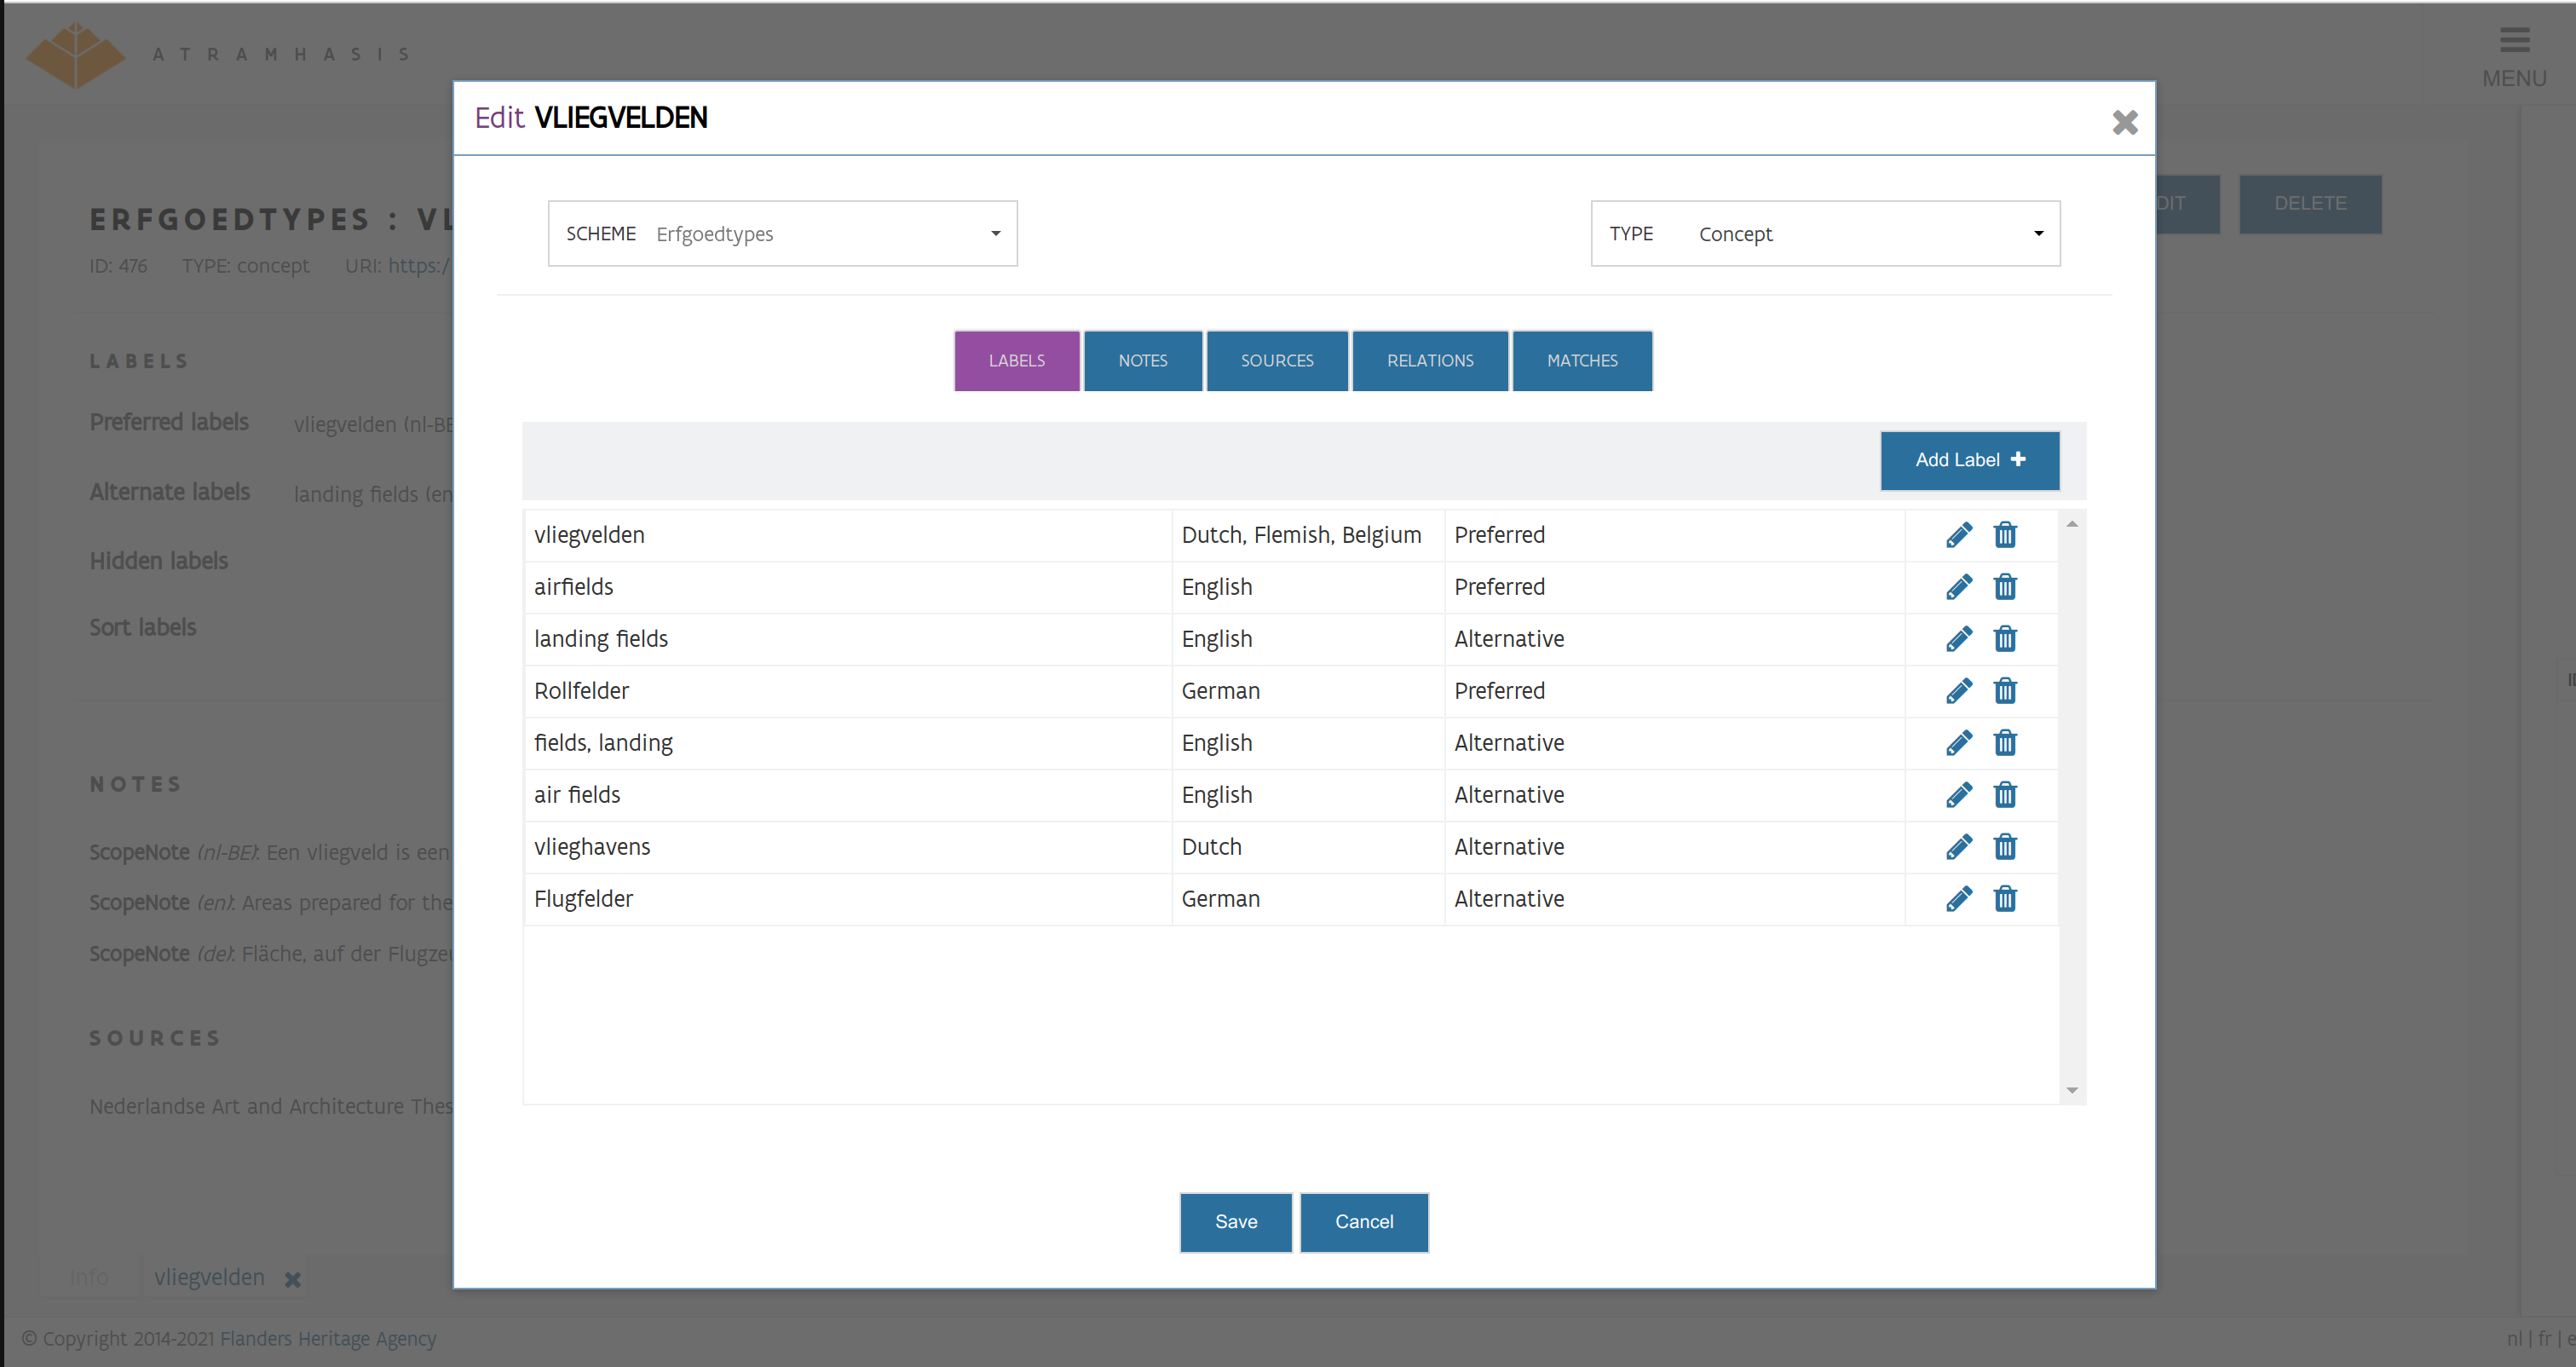 ATRAMHASIS
MENU
Edit VLIEGVELDEN
ERFGOEDTYPES : VL
DIT
DELETE
SCHEME Erfgoedtypes
TYPE Concept
ID: 476 TYPE: concept URI: https:/
LABELS
NOTES
SOURCES
RELATIONS
MATCHES
LABELS
Preferred labels vliegvelden (nl-BE
Alternate labels landing fields (en
Hidden labels
Sort labels
Add Label +
vliegvelden Dutch, Flemish, Belgium Preferred
airfields English Preferred
landing fields English Alternative
Rollfelder German Preferred
fields, landing English Alternative
air fields English Alternative
vlieghavens Dutch Alternative
Flugfelder German Alternative
NOTES
ScopeNote (nl-BE): Een vliegveld is een
ScopeNote (en): Areas prepared for the
ScopeNote (de): Fläche, auf der Flugze
SOURCES
Nederlandse Art and Architecture Thes
Save
Cancel
Info
vliegvelden
© Copyright 2014-2021 Flanders Heritage Agency
nl | fr | e